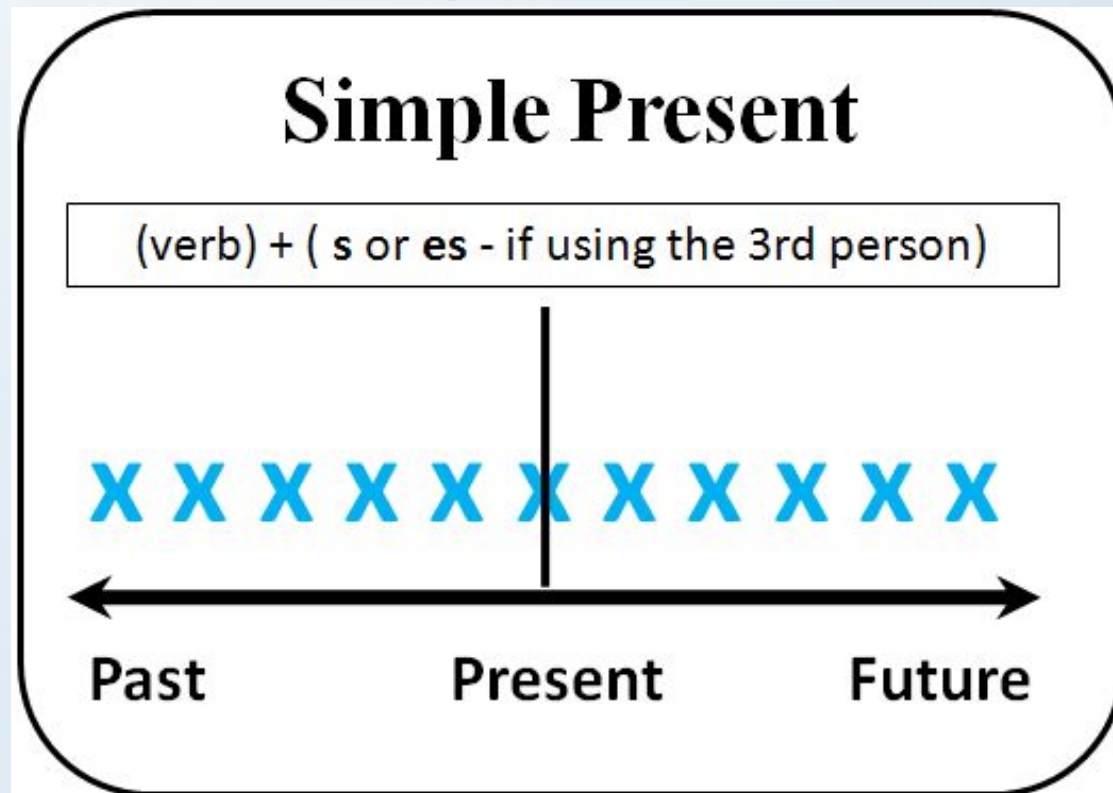 Simple Present
(verb) + ( s or es - if using the 3rd person)
X X X X X X X X X X X
Past Present Future